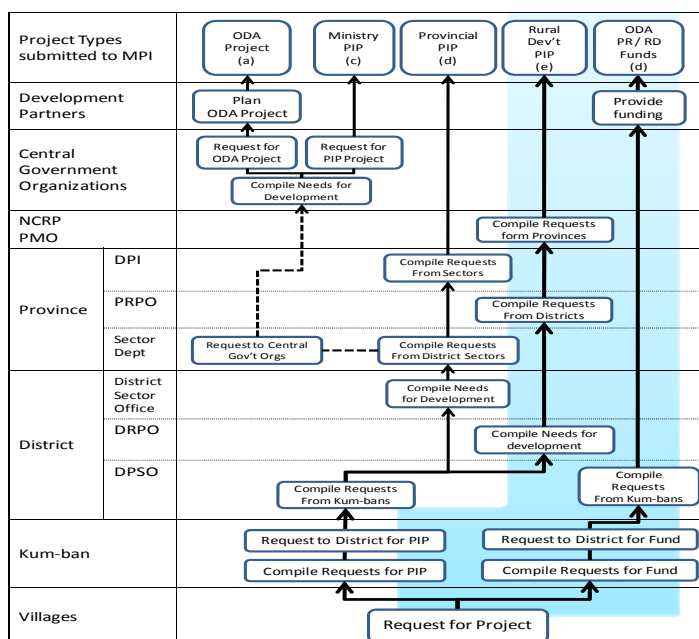 Project Types
submitted to MPI
ODA
Project
(a)
Ministry
PIP
(c)
Provincial
PIP
(d)
Rural
Dev't
PIP
(e)
ODA
PR/ RD
Funds
(d)
Development
Partners
Plan
ODA Project
Provide
funding
Central
Government
Organizations
Request for
ODA Project
Request for
PIP Project
Compile Needs for
Development
NCRP
PMO
Compile Requests
form Provinces
Province
DPI
Compile Requests
From Sectors
PRPO
Compile Requests
From Districts
Sector
Dept
Request to Central
Gov't Orgs
Compile Requests
From District Sectors
District
District
Sector
Office
Compile Needs
for Development
DRPO
Compile Needs for
development
DPSO
Compile Requests
From Kum-bans
Compile
Requests
From Kum-bans
Kum-ban
Request to District for PIP
Request to District for Fund
Compile Requests for PIP
Compile Requests for Fund
Villages
Request for Project